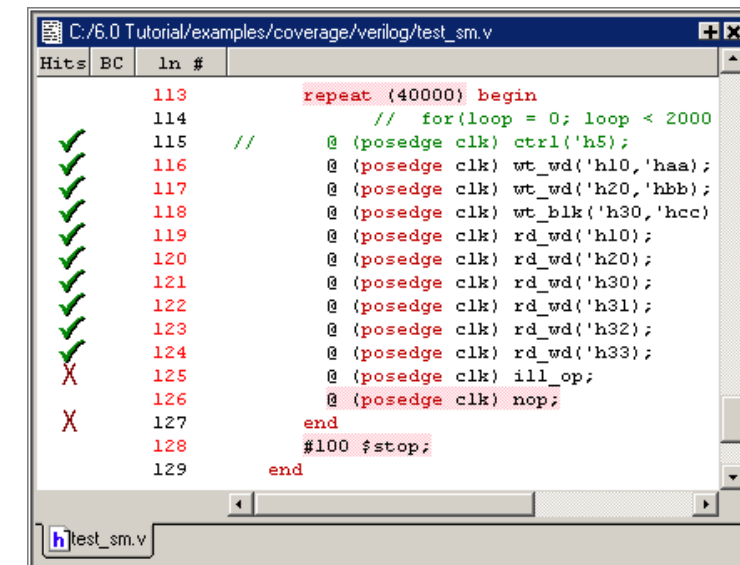 C:/6.0 Tutorial/examples/coverage/verilog/test_sm.v
Hits BC ln #
113 repeat (40000) begin
114 // for(loop = 0; loop < 2000
115 // @ (posedge clk) ctrl('h5);
116 @ (posedge clk) wt_wd('h10,'haa);
117 @ (posedge clk) wt_wd('h20,'hbb);
118 @ (posedge clk) wt_blk('h30,'hcc)
119 @ (posedge clk) rd_wd('h10);
120 @ (posedge clk) rd_wd('h20);
121 @ (posedge clk) rd_wd('h30);
122 @ (posedge clk) rd_wd('h31);
123 @ (posedge clk) rd_wd('h32);
124 @ (posedge clk) rd_wd('h33);
125 @ (posedge clk) ill_op;
126 @ (posedge clk) nop;
127 end
128 #100 $stop;
129 end
h test_sm.v